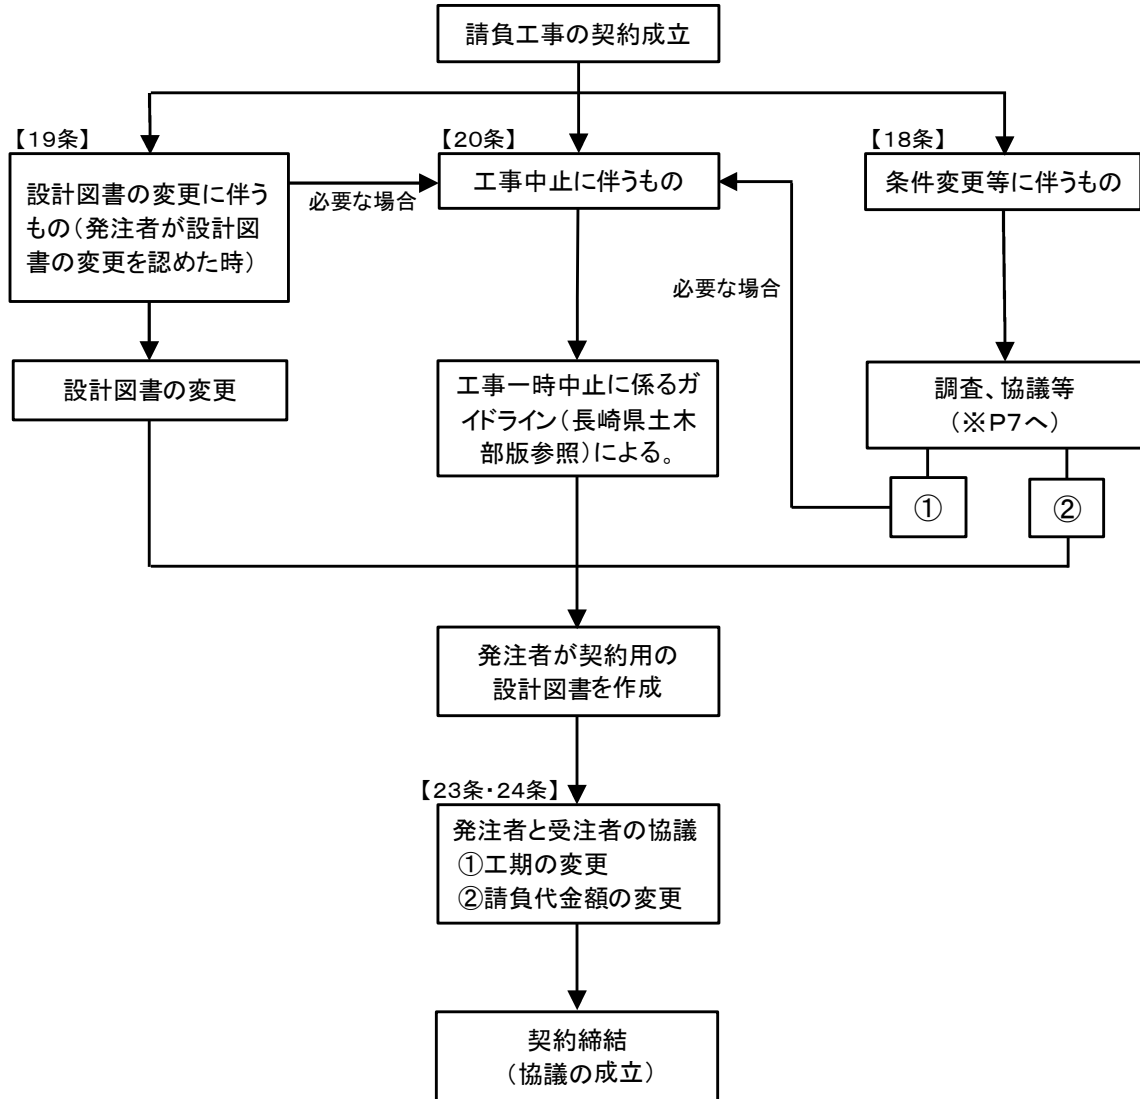 請負工事の契約成立
【19条】
設計図書の変更に伴う
もの（発注者が設計図
書の変更を認めた時）
必要な場合
【20条】
工事中止に伴うもの
【18条】
条件変更等に伴うもの
必要な場合
設計図書の変更
工事一時中止に係るガ
イドライン（長崎県土木
部版参照）による。
調査、協議等
（※P7へ）
①
②
発注者が契約用の
設計図書を作成
【23条・24条】
発注者と受注者の協議
①工期の変更
②請負代金額の変更
契約締結
（協議の成立）